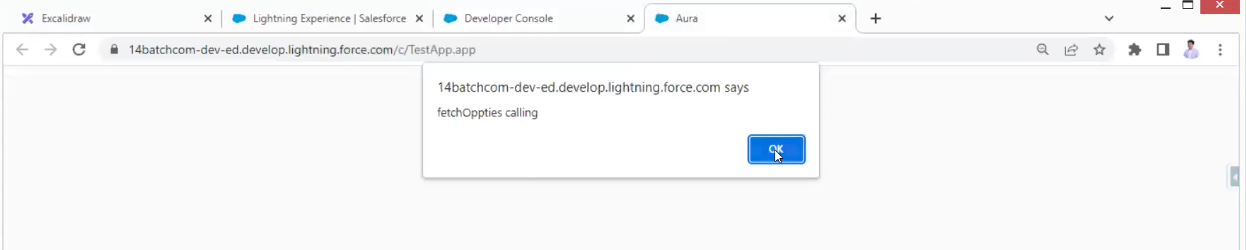 Excalidraw
Lightning Experience | Salesforce
Developer Console
Aura
14batchcom-dev-ed.develop.lightning.force.com/c/TestApp.app
14batchcom-dev-ed.develop.lightning.force.com says
fetchOppties calling
OK